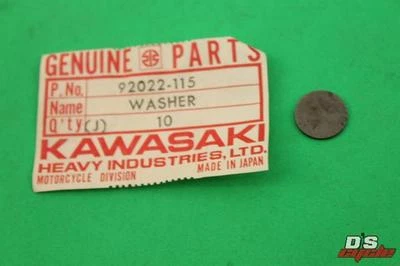 GENUINE PARTS
P. No. 92022-115
Name WASHER
Q'ty(J) 10
KAWASAKI
HEAVY INDUSTRIES, LTD.
MOTORCYCLE DIVISION MADE IN JAPAN
D'S
cycle